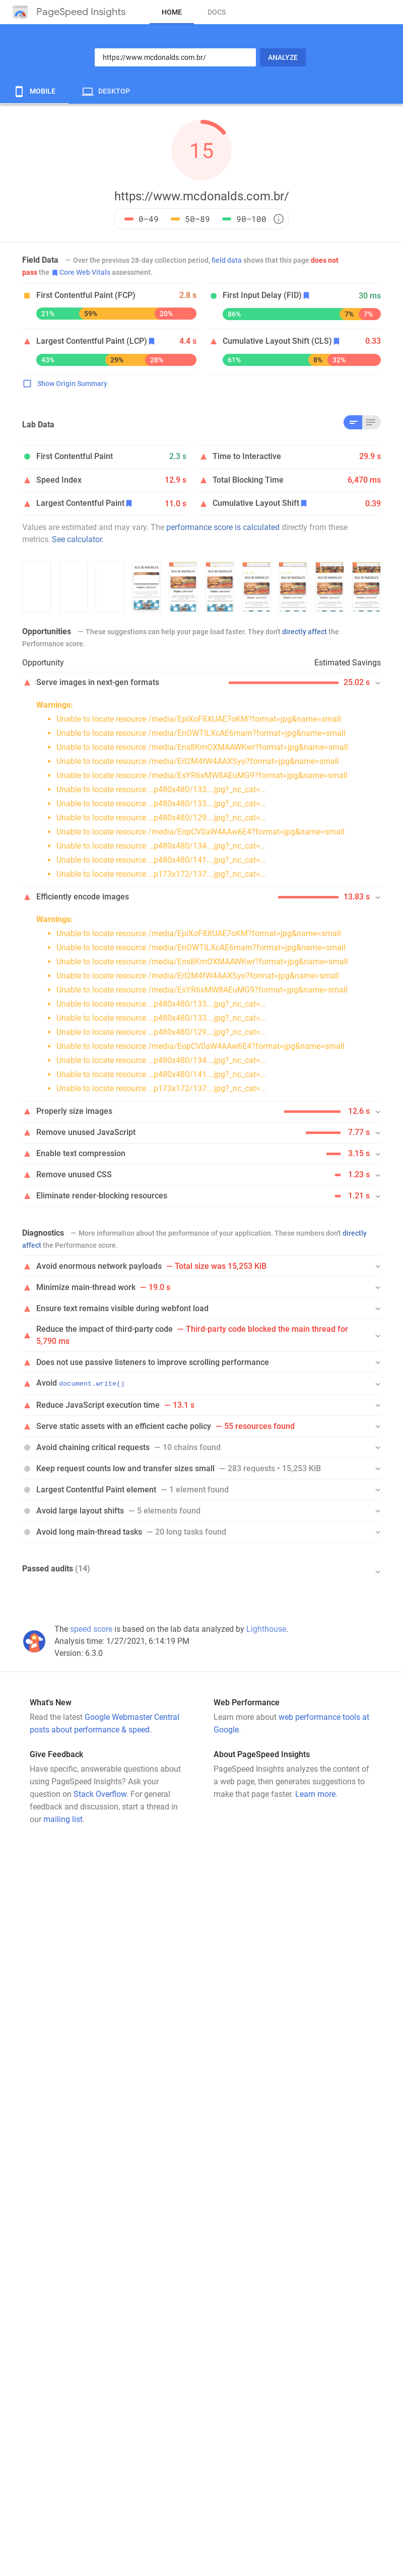 PageSpeed Insights
HOME
DOCS
https://www.mcdonalds.com.br/
ANALYZE
MOBILE
DESKTOP
15
https://www.mcdonalds.com.br/
0–49
50–89
90–100
Field Data — Over the previous 28-day collection period, field data shows that this page does not
pass the Core Web Vitals assessment.
First Contentful Paint (FCP) 2.8 s
21% 59% 20%
First Input Delay (FID) 30 ms
86% 7% 7%
Largest Contentful Paint (LCP) 4.4 s
43% 29% 28%
Cumulative Layout Shift (CLS) 0.33
61% 8% 32%
Show Origin Summary
Lab Data
First Contentful Paint 2.3 s
Time to Interactive 29.9 s
Speed Index 12.9 s
Total Blocking Time 6,470 ms
Largest Contentful Paint 11.0 s
Cumulative Layout Shift 0.39
Values are estimated and may vary. The performance score is calculated directly from these
metrics. See calculator.
Opportunities — These suggestions can help your page load faster. They don't directly affect the
Performance score.
Opportunity Estimated Savings
Serve images in next-gen formats 25.02 s
Warnings:
Unable to locate resource /media/EpiXoF8XUAE7oKM?format=jpg&name=small
Unable to locate resource /media/EnOWTlLXcAE6mam?format=jpg&name=small
Unable to locate resource /media/Ens8KmOXMAAWKwr?format=jpg&name=small
Unable to locate resource /media/ErI2M4fW4AAXSyo?format=jpg&name=small
Unable to locate resource /media/EsYR6xMW8AEuMG9?format=jpg&name=small
Unable to locate resource …p480x480/133….jpg?_nc_cat=…
Unable to locate resource …p480x480/133….jpg?_nc_cat=…
Unable to locate resource …p480x480/129….jpg?_nc_cat=…
Unable to locate resource /media/EopCV0aW4AAw6E4?format=jpg&name=small
Unable to locate resource …p480x480/134….jpg?_nc_cat=…
Unable to locate resource …p480x480/141….jpg?_nc_cat=…
Unable to locate resource …p173x172/137….jpg?_nc_cat=…
Efficiently encode images 13.83 s
Warnings:
Unable to locate resource /media/EpiXoF8XUAE7oKM?format=jpg&name=small
Unable to locate resource /media/EnOWTlLXcAE6mam?format=jpg&name=small
Unable to locate resource /media/Ens8KmOXMAAWKwr?format=jpg&name=small
Unable to locate resource /media/ErI2M4fW4AAXSyo?format=jpg&name=small
Unable to locate resource /media/EsYR6xMW8AEuMG9?format=jpg&name=small
Unable to locate resource …p480x480/133….jpg?_nc_cat=…
Unable to locate resource …p480x480/133….jpg?_nc_cat=…
Unable to locate resource …p480x480/129….jpg?_nc_cat=…
Unable to locate resource /media/EopCV0aW4AAw6E4?format=jpg&name=small
Unable to locate resource …p480x480/134….jpg?_nc_cat=…
Unable to locate resource …p480x480/141….jpg?_nc_cat=…
Unable to locate resource …p173x172/137….jpg?_nc_cat=…
Properly size images 12.6 s
Remove unused JavaScript 7.77 s
Enable text compression 3.15 s
Remove unused CSS 1.23 s
Eliminate render-blocking resources 1.21 s
Diagnostics — More information about the performance of your application. These numbers don't directly
affect the Performance score.
Avoid enormous network payloads — Total size was 15,253 KiB
Minimize main-thread work — 19.0 s
Ensure text remains visible during webfont load
Reduce the impact of third-party code — Third-party code blocked the main thread for
5,790 ms
Does not use passive listeners to improve scrolling performance
Avoid document.write()
Reduce JavaScript execution time — 13.1 s
Serve static assets with an efficient cache policy — 55 resources found
Avoid chaining critical requests — 10 chains found
Keep request counts low and transfer sizes small — 283 requests • 15,253 KiB
Largest Contentful Paint element — 1 element found
Avoid large layout shifts — 5 elements found
Avoid long main-thread tasks — 20 long tasks found
Passed audits (14)
The speed score is based on the lab data analyzed by Lighthouse.
Analysis time: 1/27/2021, 6:14:19 PM
Version: 6.3.0
What's New
Read the latest Google Webmaster Central
posts about performance & speed.
Web Performance
Learn more about web performance tools at
Google.
Give Feedback
Have specific, answerable questions about
using PageSpeed Insights? Ask your
question on Stack Overflow. For general
feedback and discussion, start a thread in
our mailing list.
About PageSpeed Insights
PageSpeed Insights analyzes the content of
a web page, then generates suggestions to
make that page faster. Learn more.